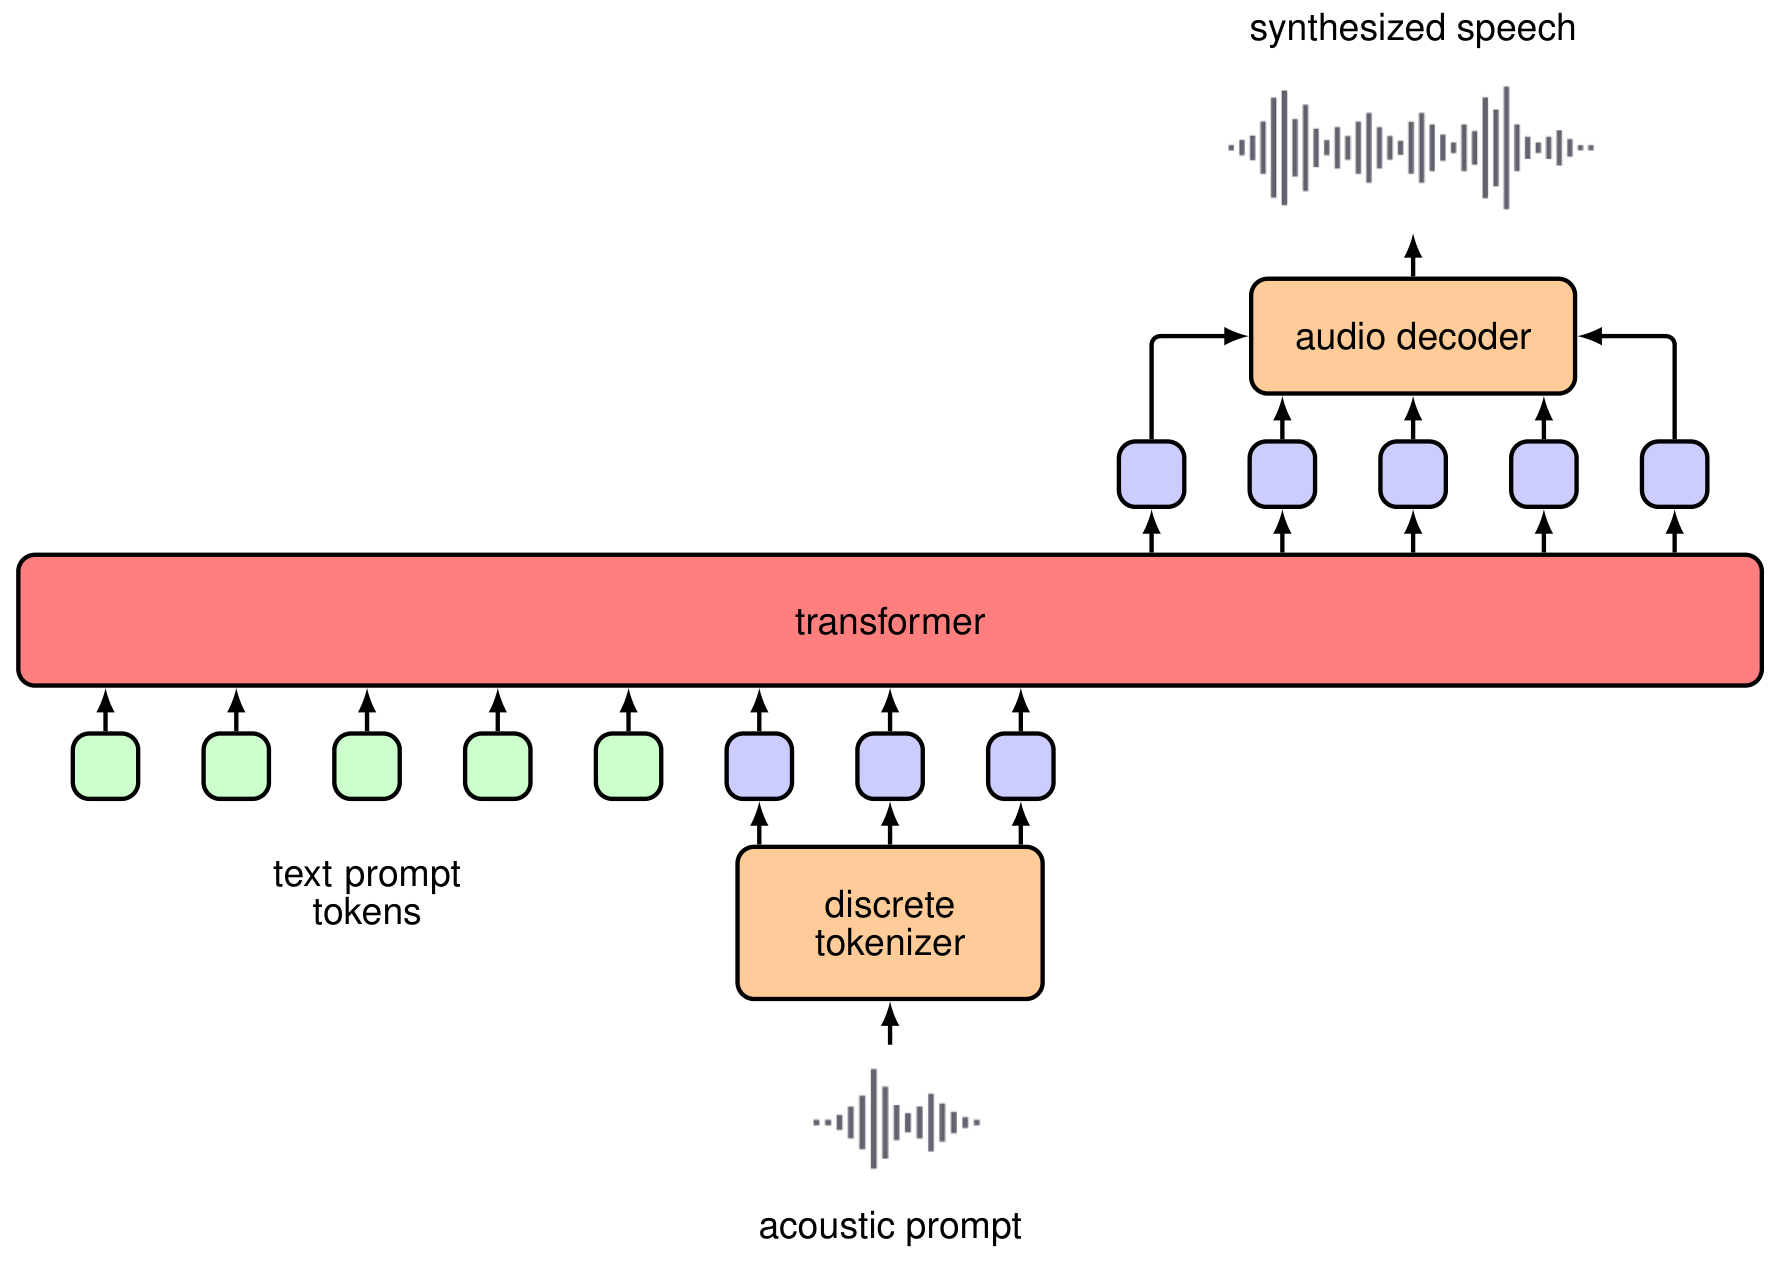 synthesized speech
audio decoder
transformer
text prompt
tokens
discrete
tokenizer
acoustic prompt